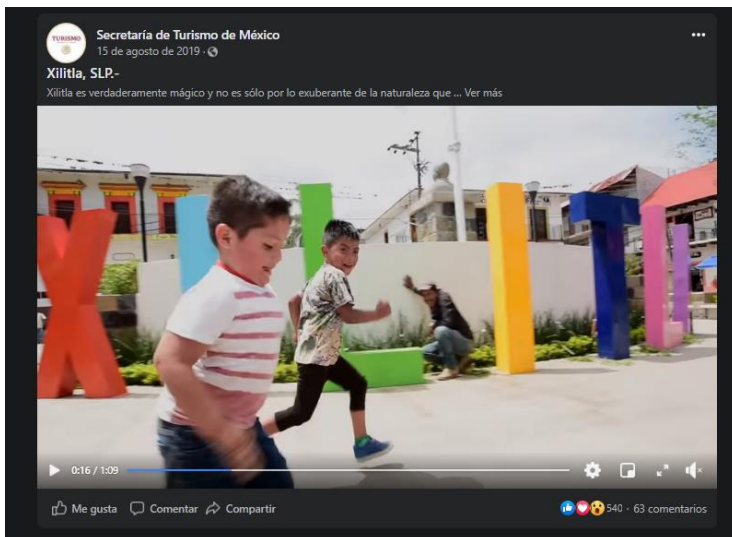 TURISMO
Secretaría de Turismo de México
15 de agosto de 2019 ·
Xilitla, SLP.-
Xilitla es verdaderamente mágico y no es sólo por lo exuberante de la naturaleza que ... Ver más
XILITL
0:16 / 1:09
Me gusta Comentar Compartir
540 · 63 comentarios